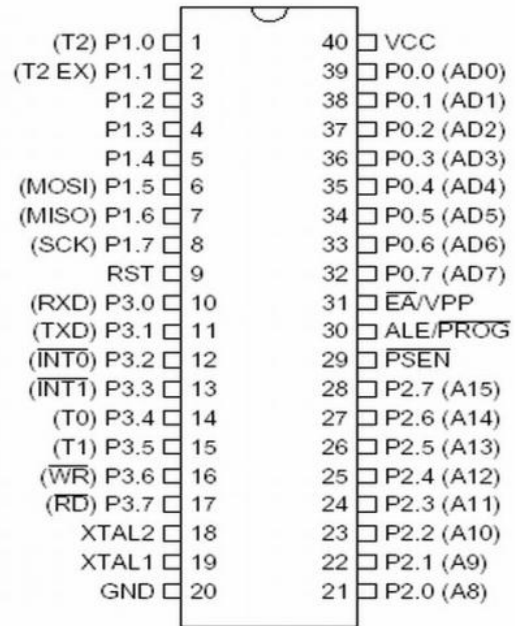 (T2) P1.0 1 40 VCC
(T2 EX) P1.1 2 39 P0.0 (AD0)
P1.2 3 38 P0.1 (AD1)
P1.3 4 37 P0.2 (AD2)
P1.4 5 36 P0.3 (AD3)
(MOSI) P1.5 6 35 P0.4 (AD4)
(MISO) P1.6 7 34 P0.5 (AD5)
(SCK) P1.7 8 33 P0.6 (AD6)
RST 9 32 P0.7 (AD7)
(RXD) P3.0 10 31 E̅A̅/VPP
(TXD) P3.1 11 30 ALE/P̅R̅O̅G̅
(I̅N̅T̅0̅) P3.2 12 29 P̅S̅E̅N̅
(I̅N̅T̅1̅) P3.3 13 28 P2.7 (A15)
(T0) P3.4 14 27 P2.6 (A14)
(T1) P3.5 15 26 P2.5 (A13)
(W̅R̅) P3.6 16 25 P2.4 (A12)
(R̅D̅) P3.7 17 24 P2.3 (A11)
XTAL2 18 23 P2.2 (A10)
XTAL1 19 22 P2.1 (A9)
GND 20 21 P2.0 (A8)